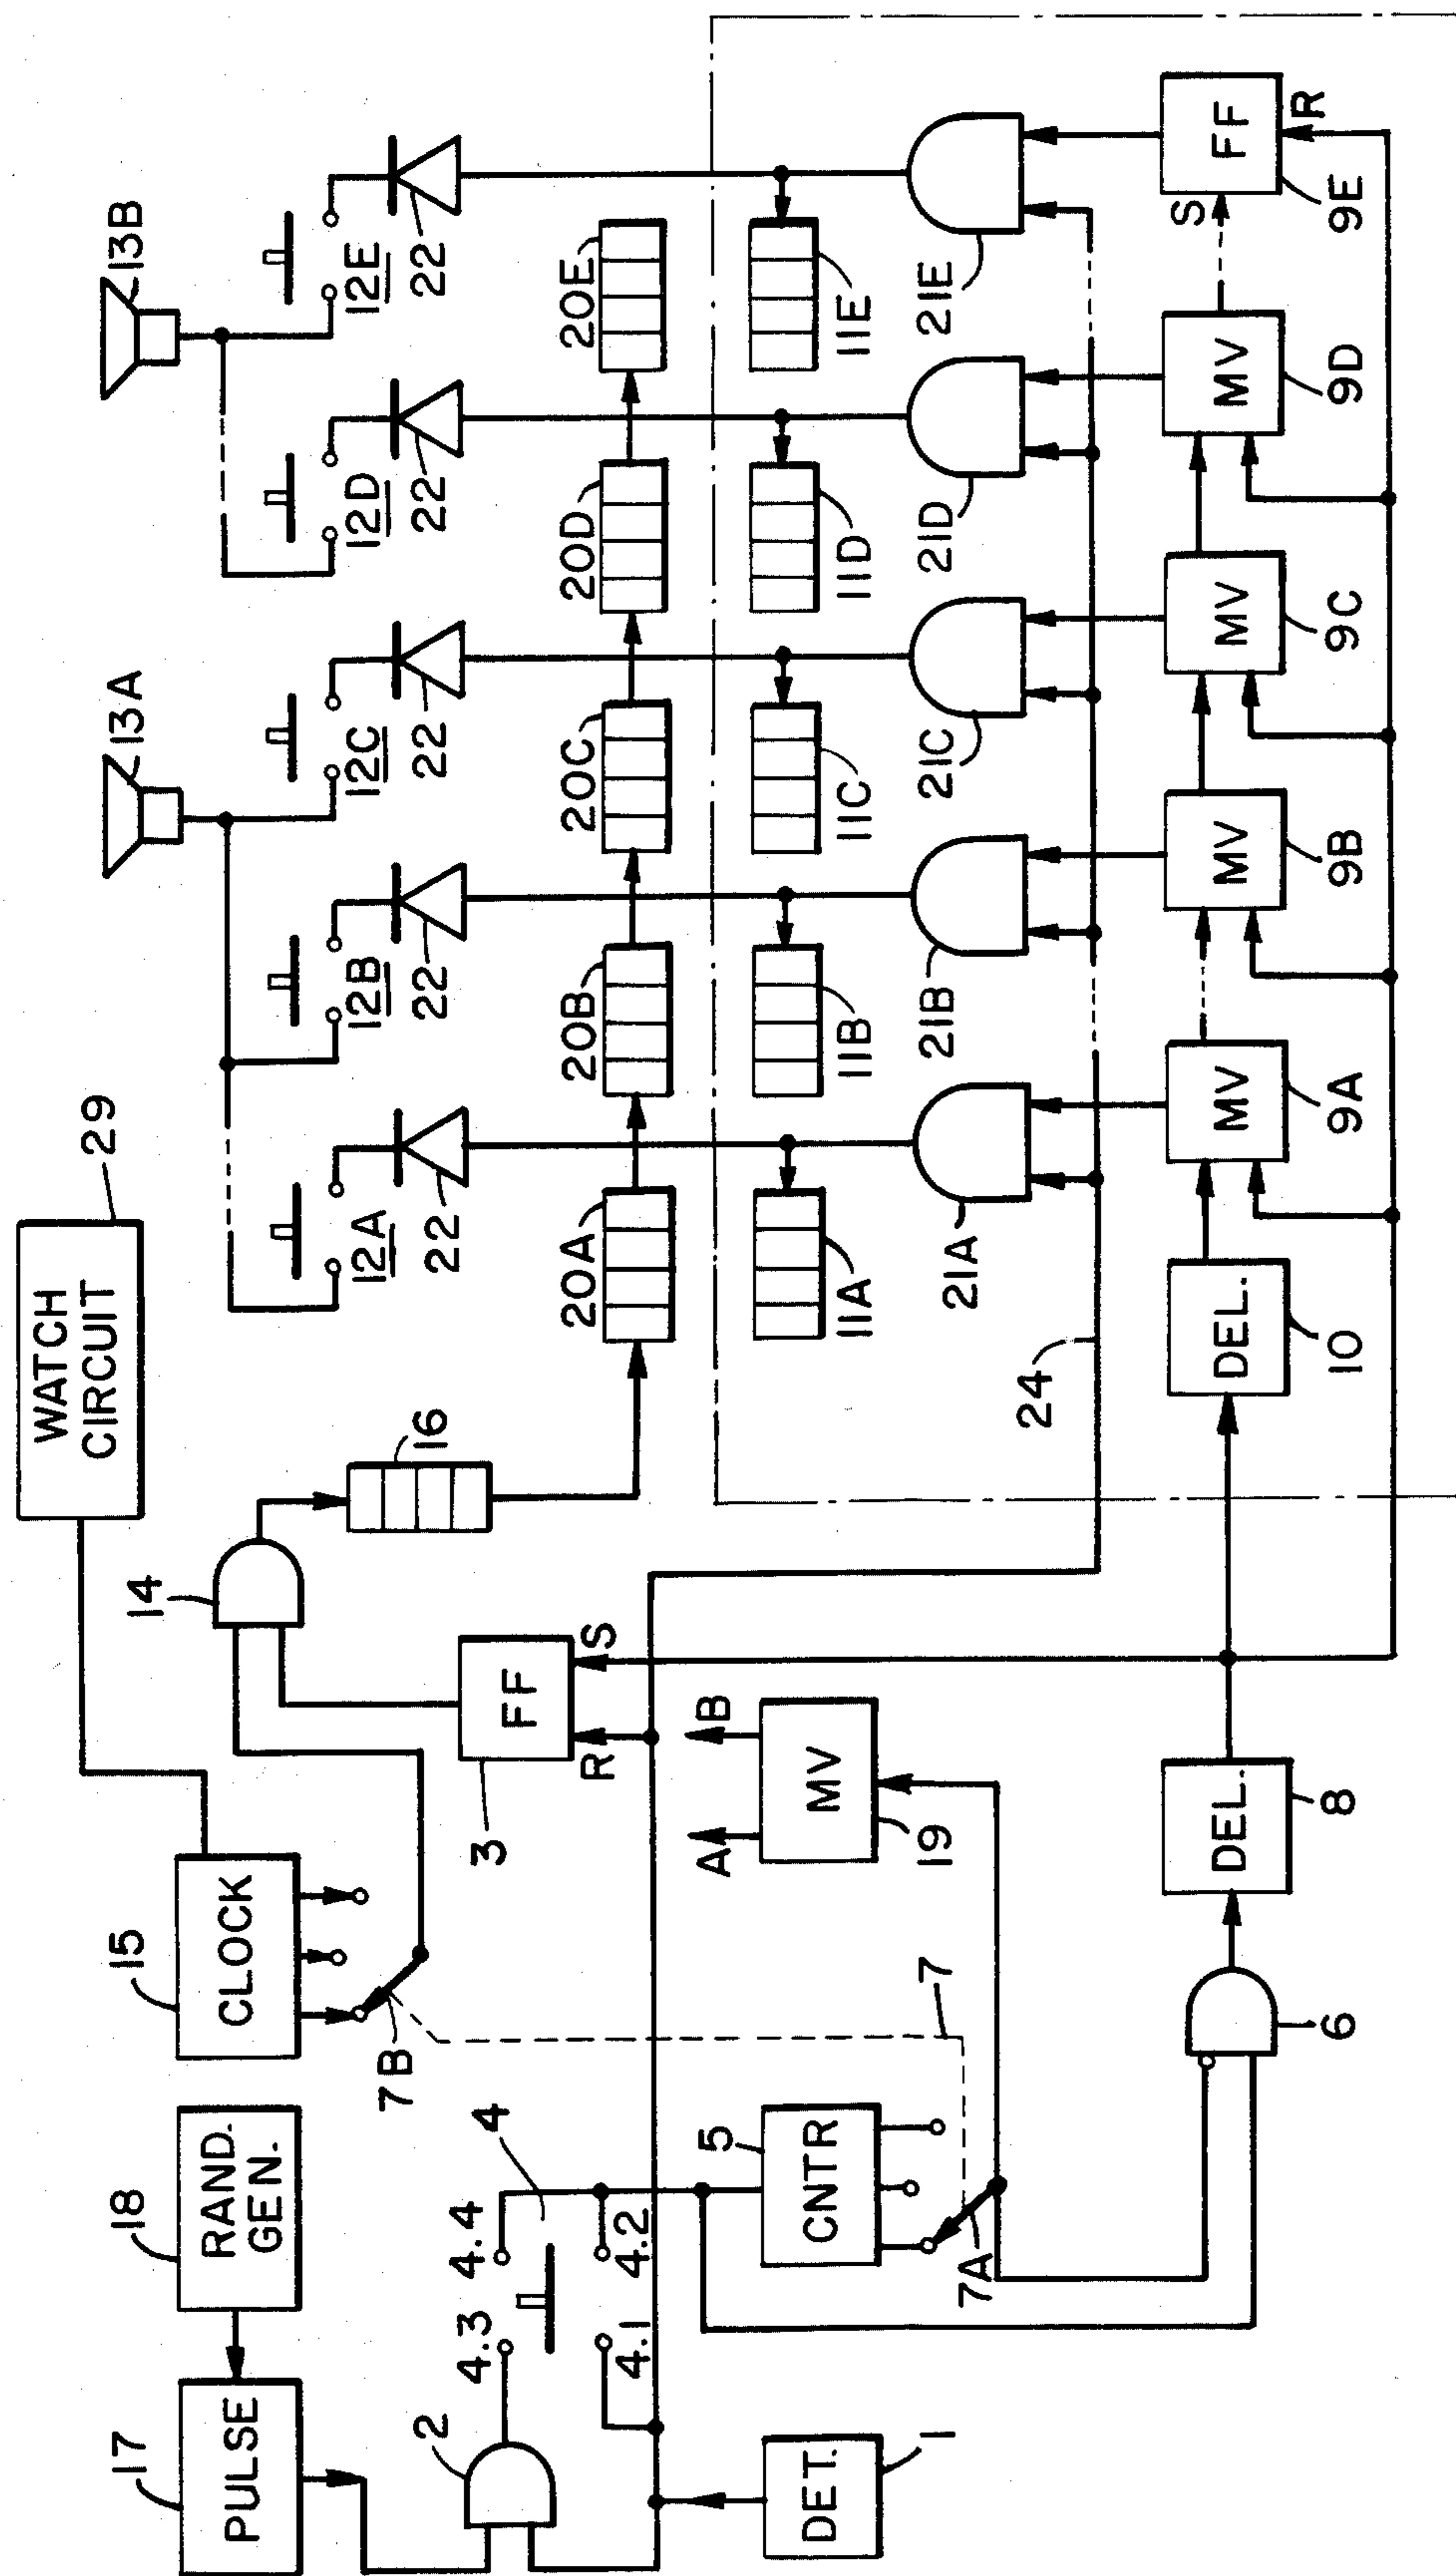 WATCH
CIRCUIT
29
13A
13B
17
PULSE
18
RAND.
GEN.
15
CLOCK
7B
14
16
12A
12B
12C
12D
12E
22
22
22
22
22
20A
20B
20C
20D
20E
2
4.3
4.4
4
4.1
4.2
3
FF
R
S
5
CNTR
7A
7
A
B
MV
19
DET.
1
11A
11B
11C
11D
11E
24
21A
21B
21C
21D
21E
6
DEL.
8
DEL.
10
MV
9A
MV
9B
MV
9C
MV
9D
S
FF
R
9E